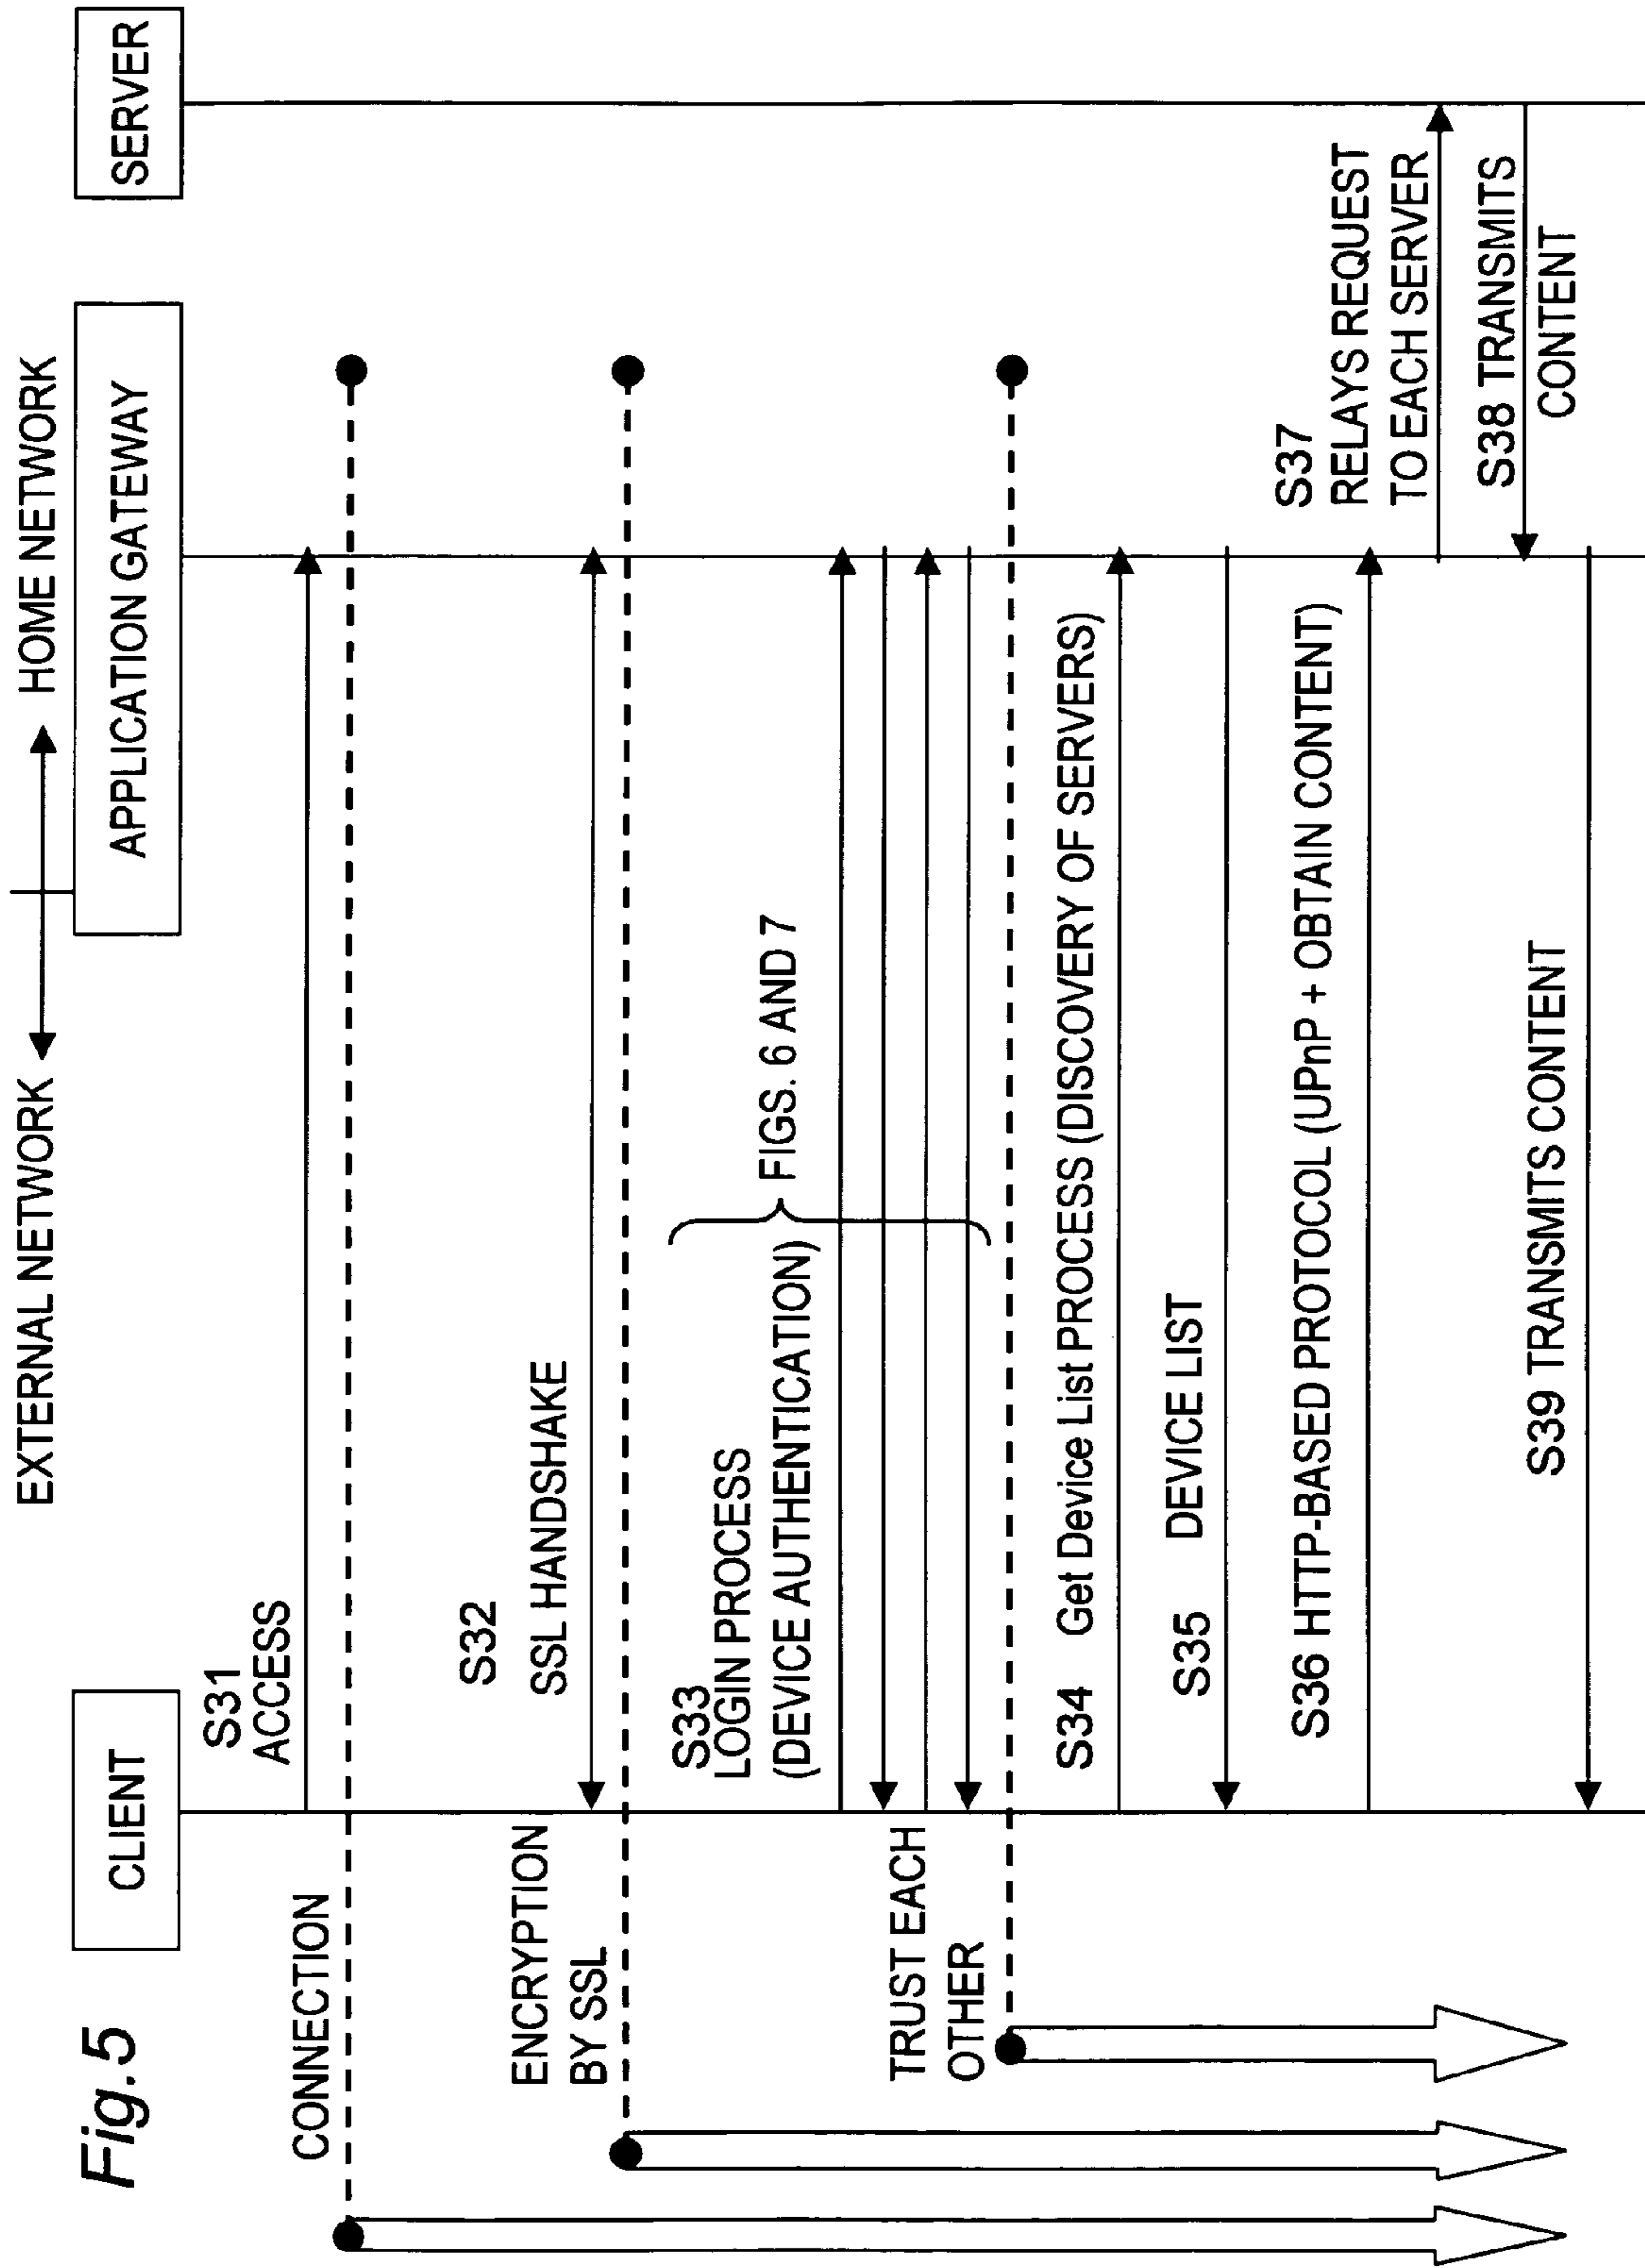 Fig.5
EXTERNAL NETWORK
HOME NETWORK
CLIENT
APPLICATION GATEWAY
SERVER
S31
ACCESS
CONNECTION
S32
SSL HANDSHAKE
ENCRYPTION
BY SSL
S33
LOGIN PROCESS
(DEVICE AUTHENTICATION)
FIGS. 6 AND 7
TRUST EACH
OTHER
S34 Get Device List PROCESS (DISCOVERY OF SERVERS)
S35 DEVICE LIST
S36 HTTP-BASED PROTOCOL (UPnP + OBTAIN CONTENT)
S37
RELAYS REQUEST
TO EACH SERVER
S38 TRANSMITS
CONTENT
S39 TRANSMITS CONTENT